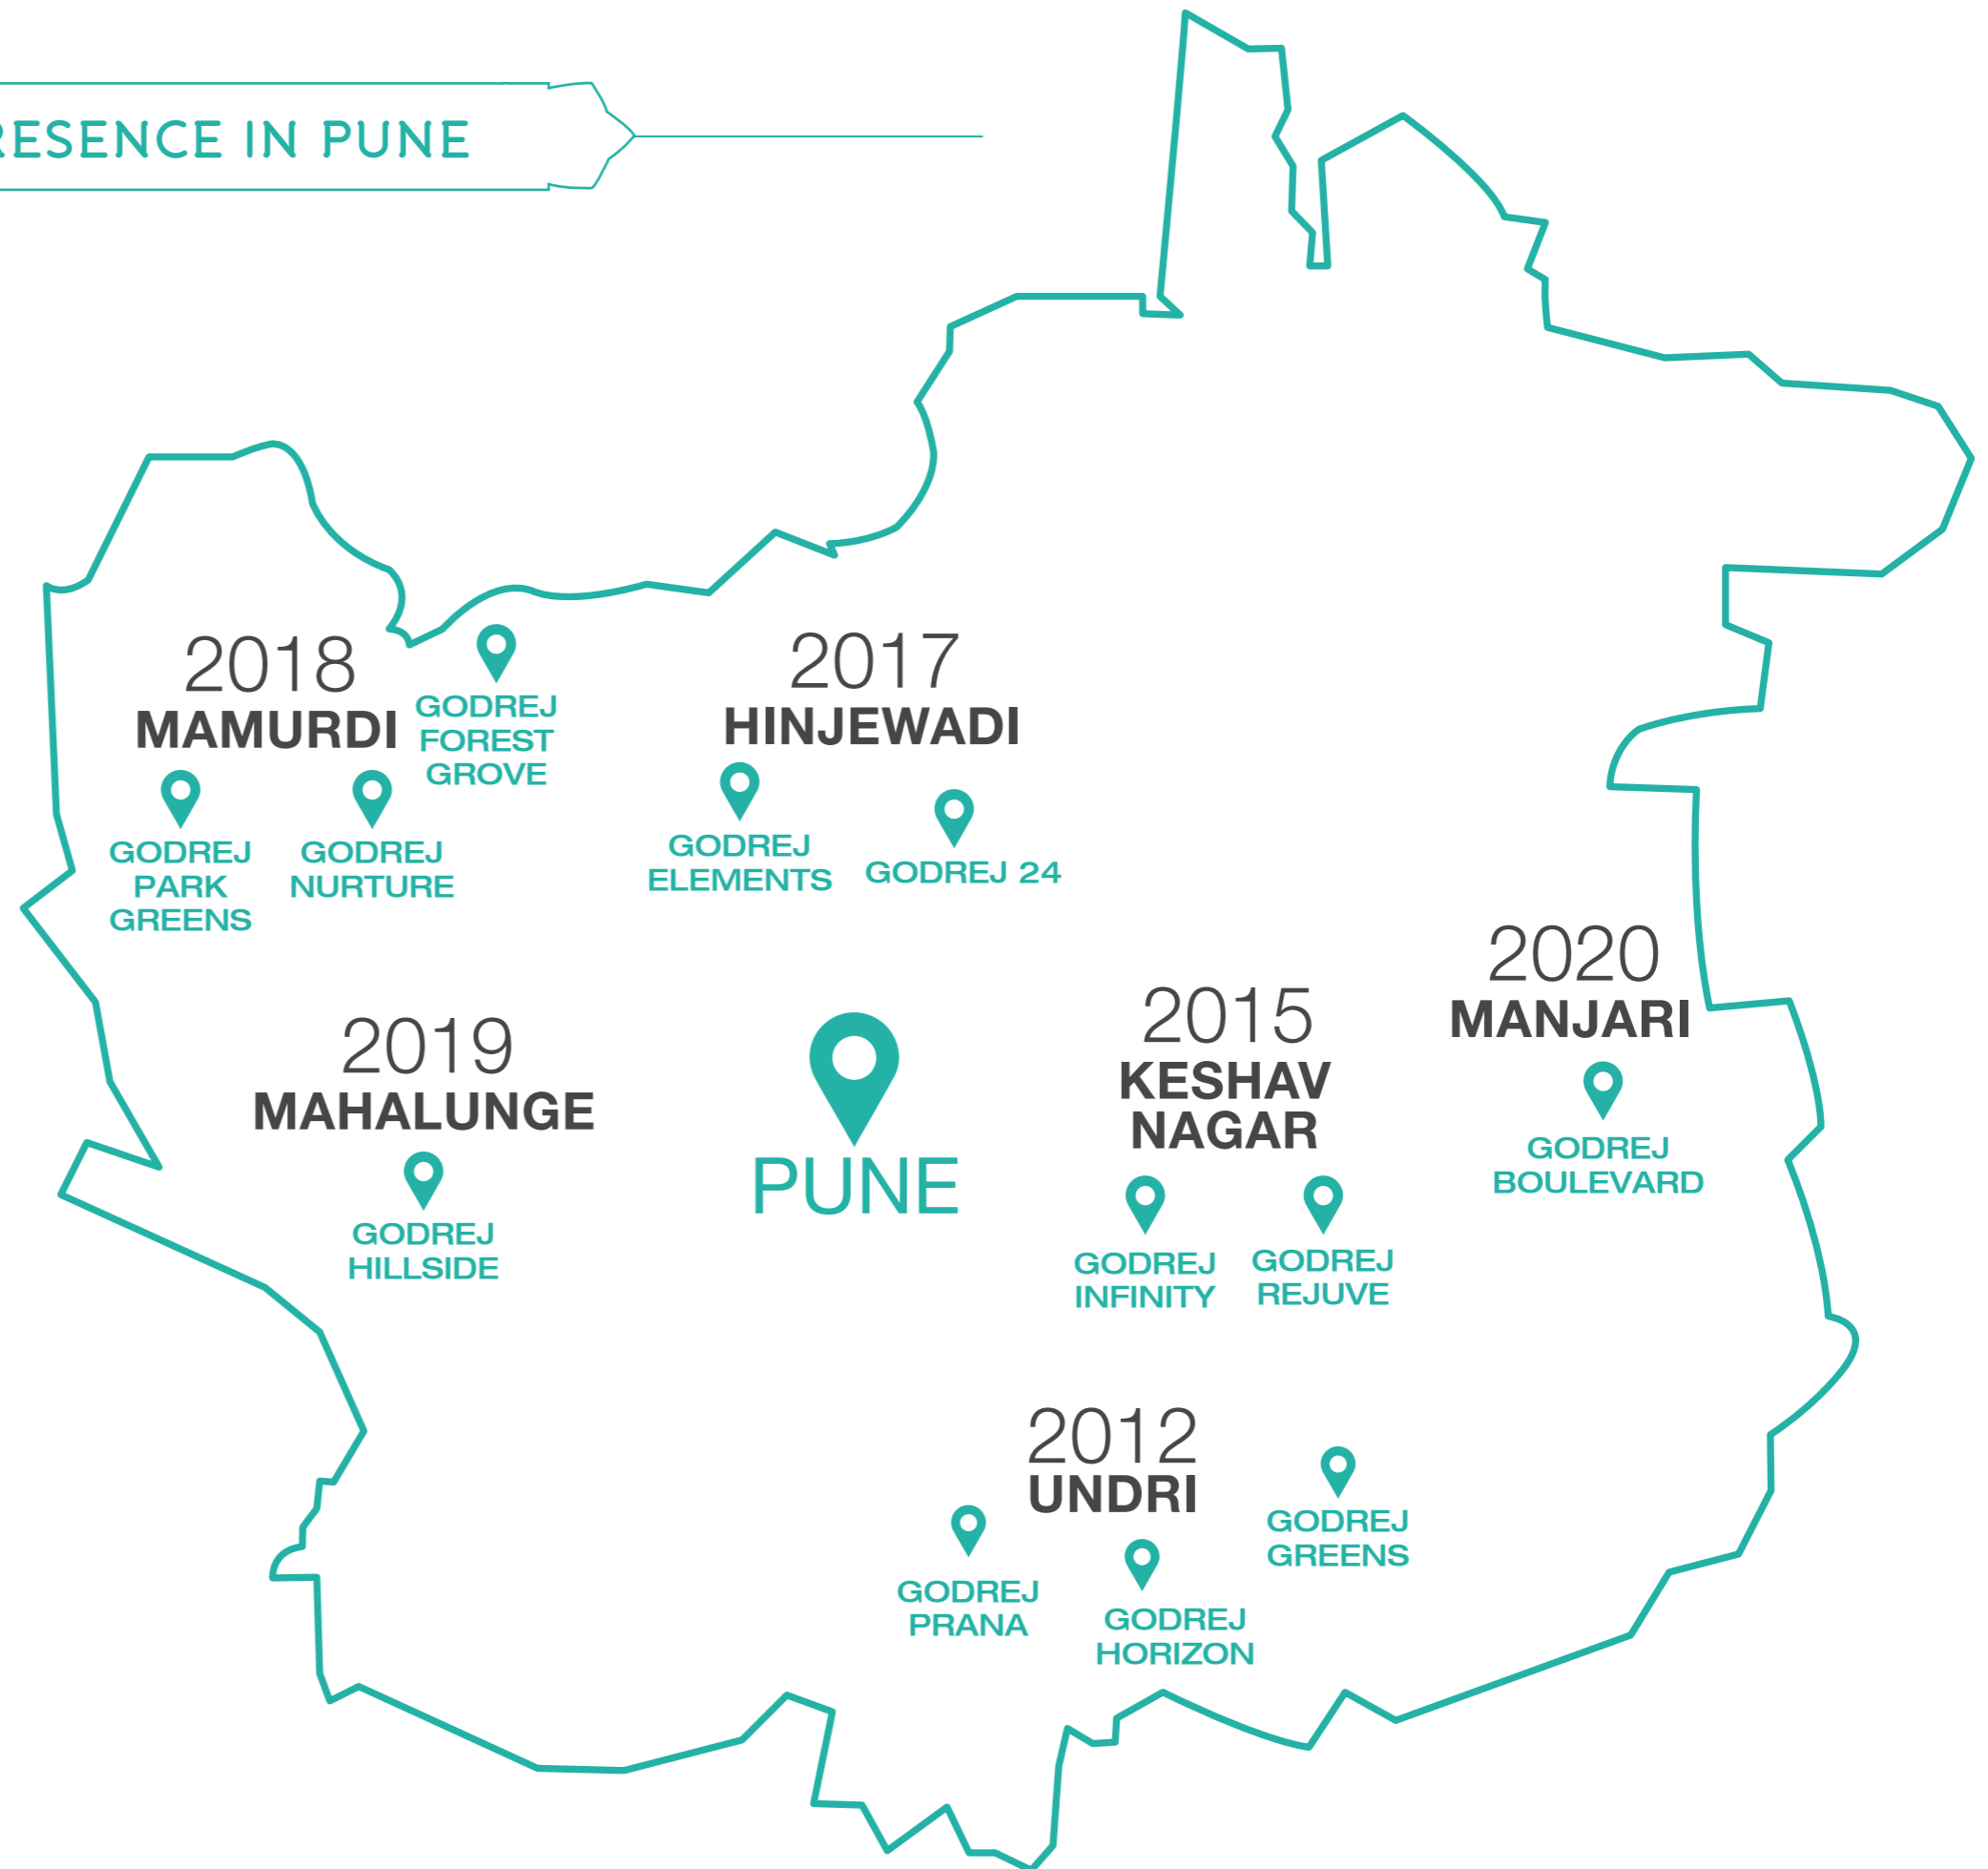 RESENCE IN PUNE
2018
MAMURDI
GODREJ
FOREST
GROVE
GODREJ
PARK
GREENS
GODREJ
NURTURE
2017
HINJEWADI
GODREJ
ELEMENTS
GODREJ 24
2020
MANJARI
GODREJ
BOULEVARD
2019
MAHALUNGE
GODREJ
HILLSIDE
PUNE
2015
KESHAV
NAGAR
GODREJ
INFINITY
GODREJ
REJUVE
2012
UNDRI
GODREJ
PRANA
GODREJ
HORIZON
GODREJ
GREENS